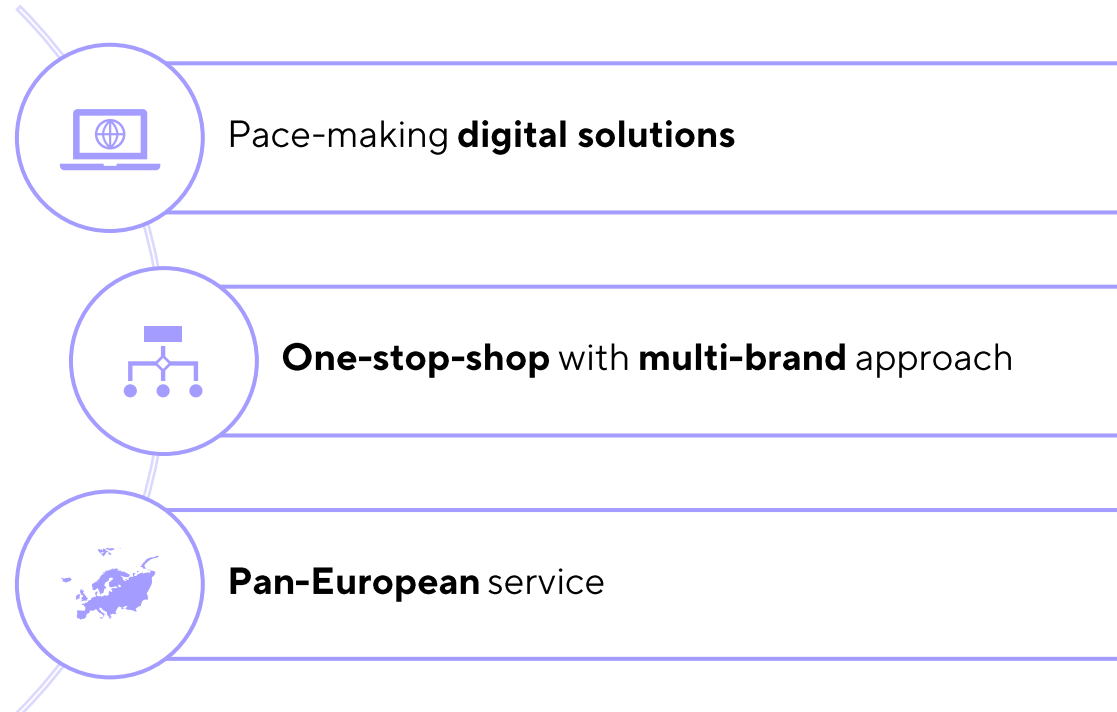 Pace-making digital solutions
One-stop-shop with multi-brand approach
Pan-European service